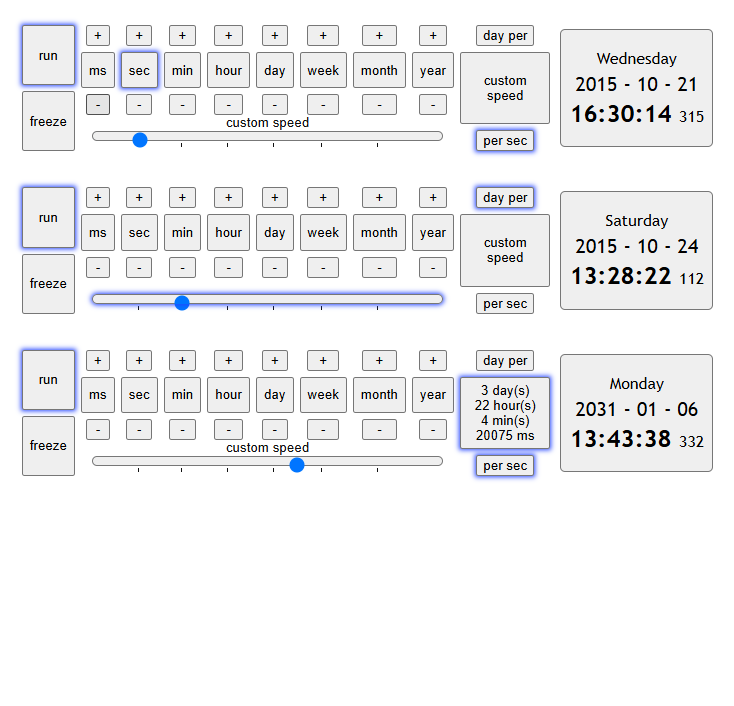 + + + + + + + + day per
run ms sec min hour day week month year custom speed
- - - - - - - - per sec
freeze custom speed
Wednesday
2015 - 10 - 21
16:30:14 315
+ + + + + + + + day per
run ms sec min hour day week month year custom speed
- - - - - - - - per sec
freeze
Saturday
2015 - 10 - 24
13:28:22 112
+ + + + + + + + day per
run ms sec min hour day week month year
3 day(s)
22 hour(s)
4 min(s)
20075 ms
- - - - - - - - per sec
freeze custom speed
Monday
2031 - 01 - 06
13:43:38 332